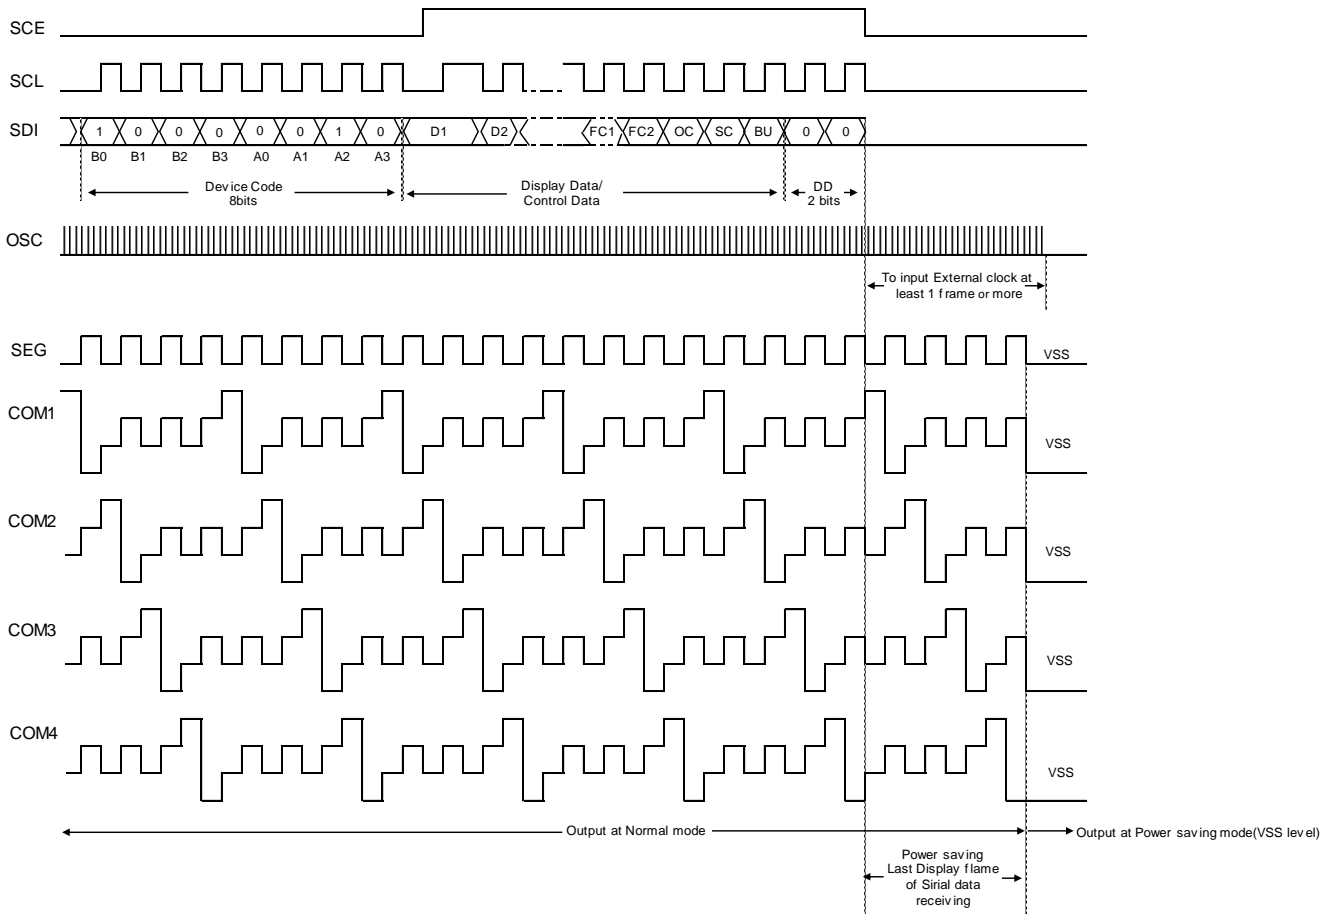 SCE
SCL
SDI
1 0 0 0 0 0 1 0 D1 D2 FC1 FC2 OC SC BU 0 0
B0 B1 B2 B3 A0 A1 A2 A3
Device Code
8bits
Display Data/
Control Data
DD
2 bits
OSC
To input External clock at
least 1 frame or more
SEG
VSS
COM1
VSS
COM2
VSS
COM3
VSS
COM4
VSS
Output at Normal mode
Output at Power saving mode(VSS level)
Power saving
Last Display flame
of Sirial data
receiving